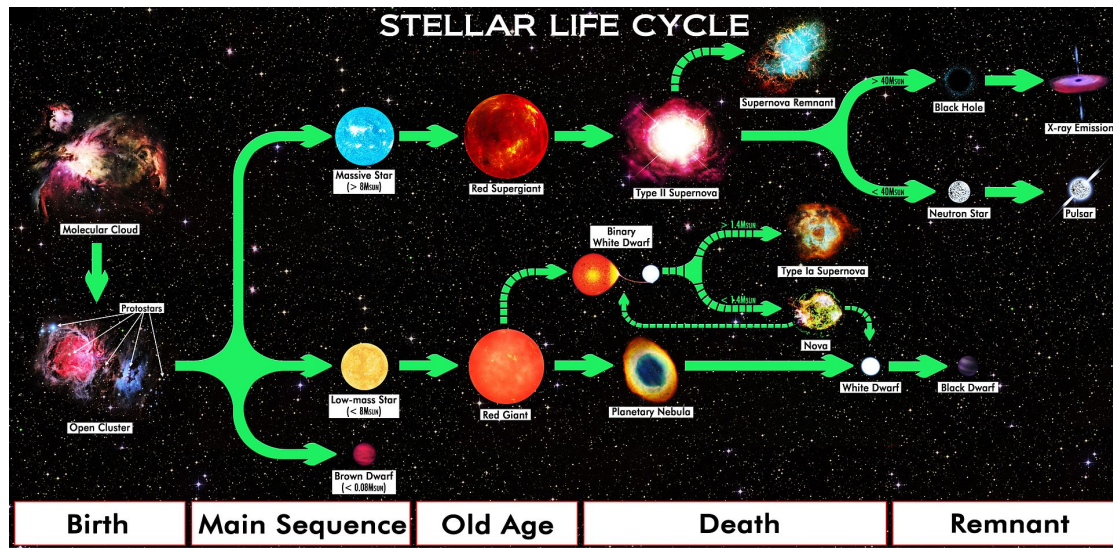 STELLAR LIFE CYCLE
Supernova Remnant
> 40MSUN
Black Hole
X-ray Emission
Massive Star
(> 8MSUN)
Red Supergiant
Type II Supernova
< 40MSUN
Neutron Star
Pulsar
Molecular Cloud
Binary
White Dwarf
> 1.4MSUN
Type Ia Supernova
Protostars
< 1.4MSUN
Nova
Low-mass Star
(< 8MSUN)
Red Giant
Planetary Nebula
White Dwarf
Black Dwarf
Open Cluster
Brown Dwarf
(< 0.08MSUN)
Birth
Main Sequence
Old Age
Death
Remnant